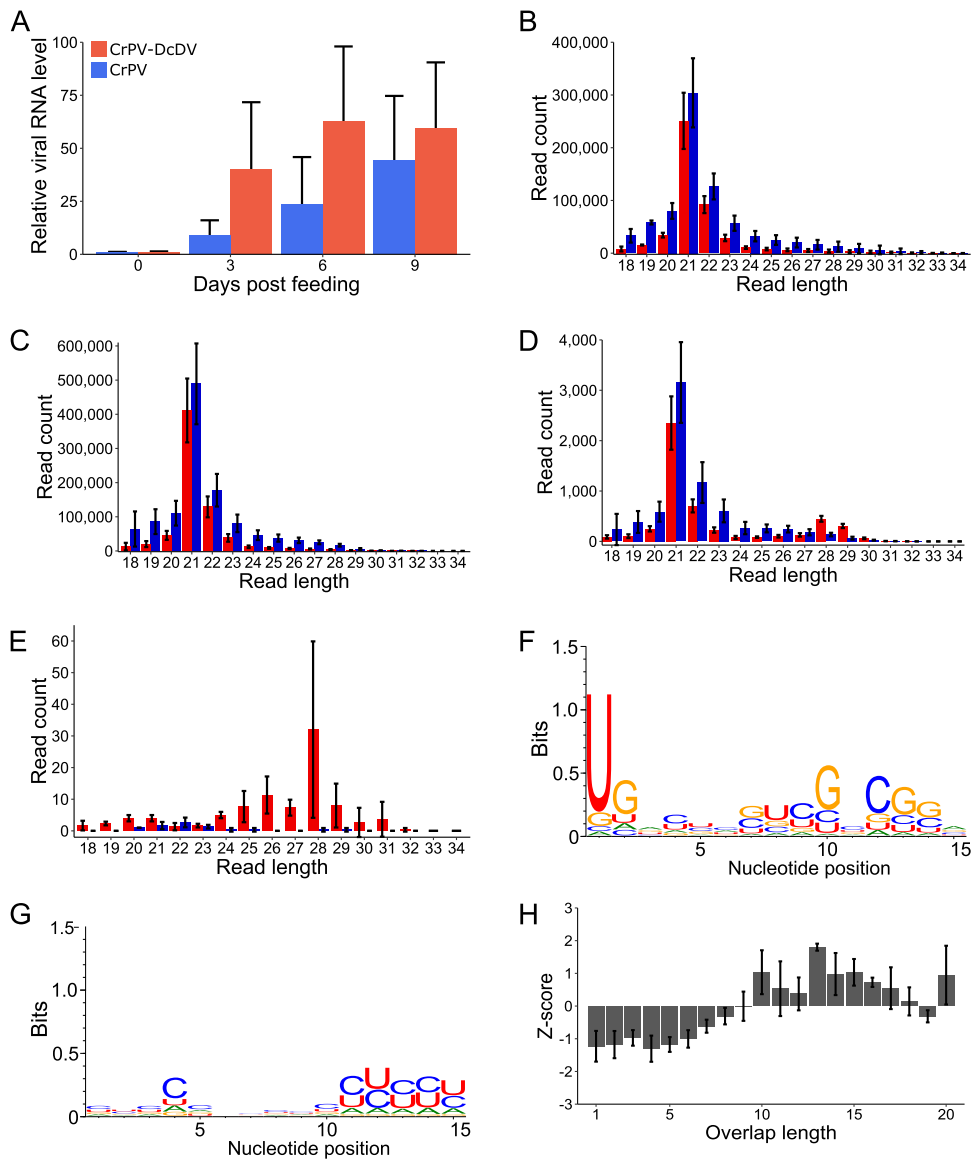 A
Relative viral RNA level
100
75
50
25
0
CrPV-DcDV
CrPV
0 3 6 9
Days post feeding
B
Read count
400,000
300,000
200,000
100,000
0
18 19 20 21 22 23 24 25 26 27 28 29 30 31 32 33 34
Read length
C
Read count
600,000
500,000
400,000
300,000
200,000
100,000
0
18 19 20 21 22 23 24 25 26 27 28 29 30 31 32 33 34
Read length
D
Read count
4,000
3,000
2,000
1,000
0
18 19 20 21 22 23 24 25 26 27 28 29 30 31 32 33 34
Read length
E
Read count
60
50
40
30
20
10
0
18 19 20 21 22 23 24 25 26 27 28 29 30 31 32 33 34
Read length
F
Bits
1.5
1.0
0.5
0
U G
G U C
C
G U C G
C G G
5 10 15
Nucleotide position
G
Bits
1.5
1.0
0.5
0
C
C U C C U
U C U U C
A A A A A
5 10 15
Nucleotide position
H
Z-score
3
2
1
0
-1
-2
-3
1 5 10 15 20
Overlap length